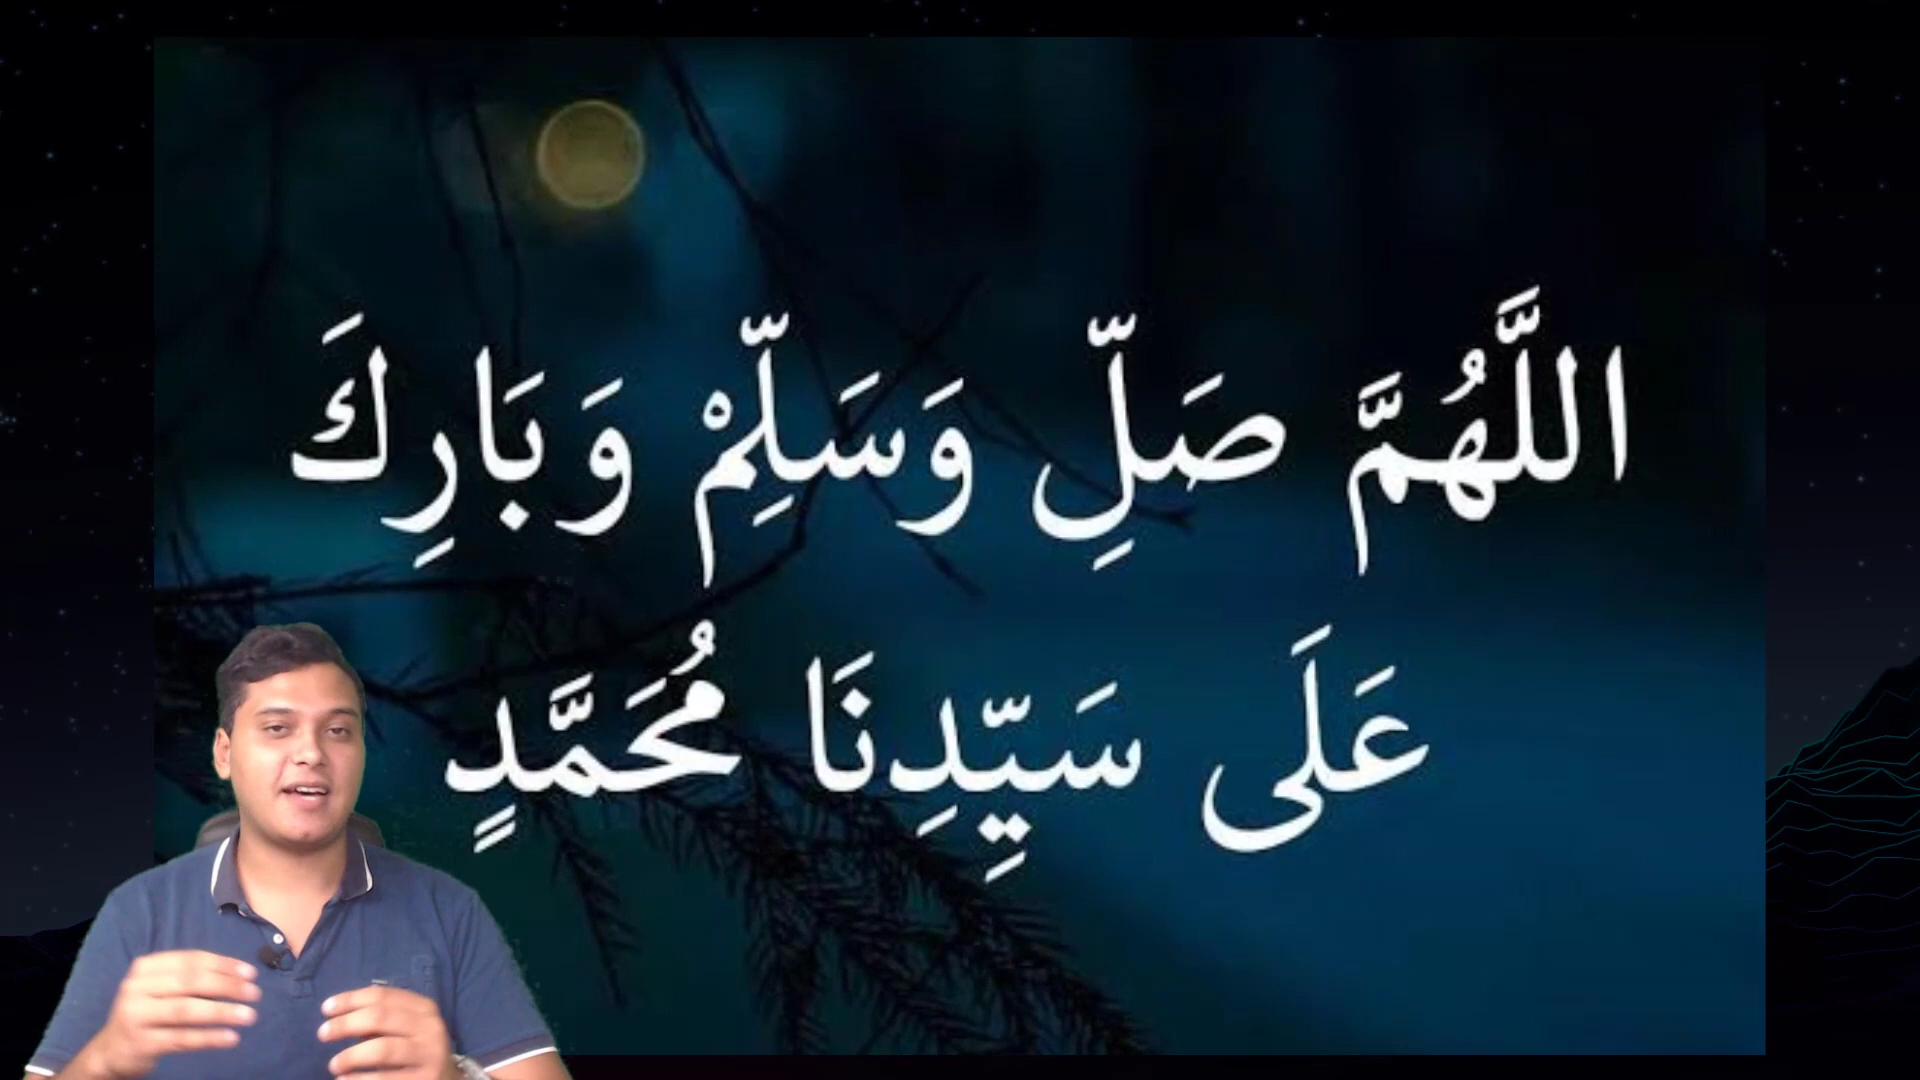 اللَّهُمَّ صَلِّ وَسَلِّمْ وَبَارِكَ
عَلَى سَيِّدِنَا مُحَمَّدٍ